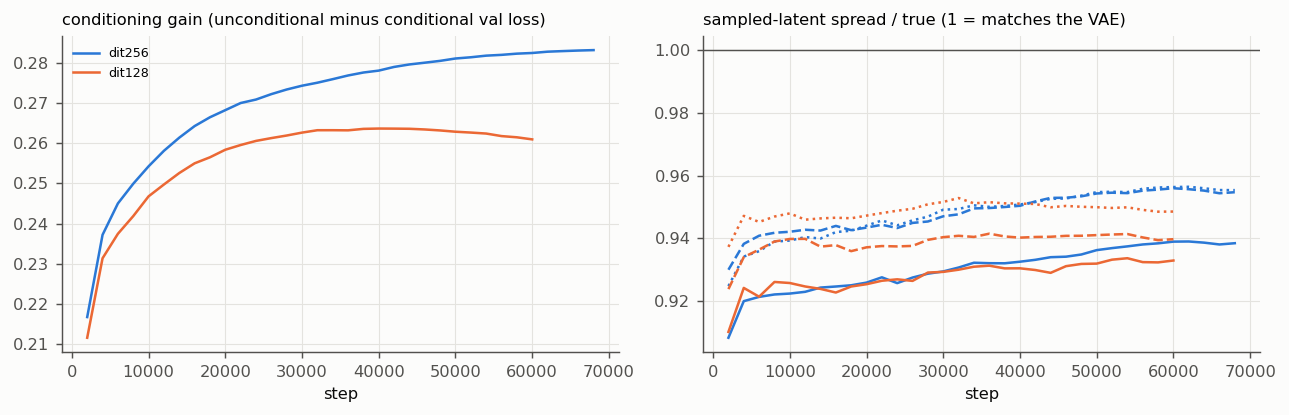 conditioning gain (unconditional minus conditional val loss)
dit256
dit128
0.28
0.27
0.26
0.25
0.24
0.23
0.22
0.21
0 10000 20000 30000 40000 50000 60000 70000
step
sampled-latent spread / true (1 = matches the VAE)
1.00
0.98
0.96
0.94
0.92
0 10000 20000 30000 40000 50000 60000 70000
step